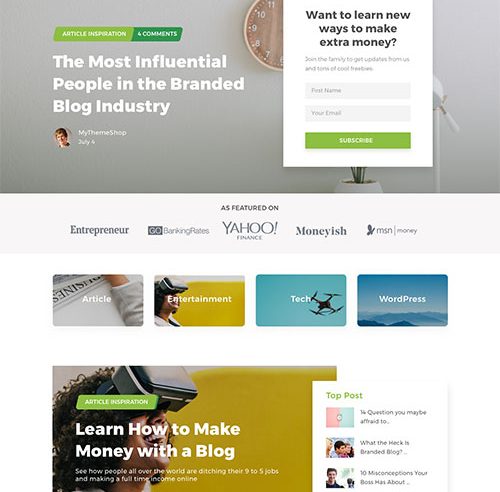 ARTICLE INSPIRATION
4 COMMENTS
The Most Influential
People in the Branded
Blog Industry
MyThemeShop
July 4
Want to learn new
ways to make
extra money?
Join the family to get updates from us
and tons of cool freebies.
First Name
Your Email
SUBSCRIBE
AS FEATURED ON
Entrepreneur
GOBankingRates
YAHOO!
FINANCE
Moneyish
msn money
BUSINESS
Article
Entertainment
Tech
WordPress
ARTICLE INSPIRATION
Learn How to Make
Money with a Blog
See how people all over the world are ditching their 9 to 5 jobs
and making a full time income online
Top Post
14 Question you maybe
afraid to...
What the Heck Is
Branded Blog? ...
10 Misconceptions Your
Boss Has About ...